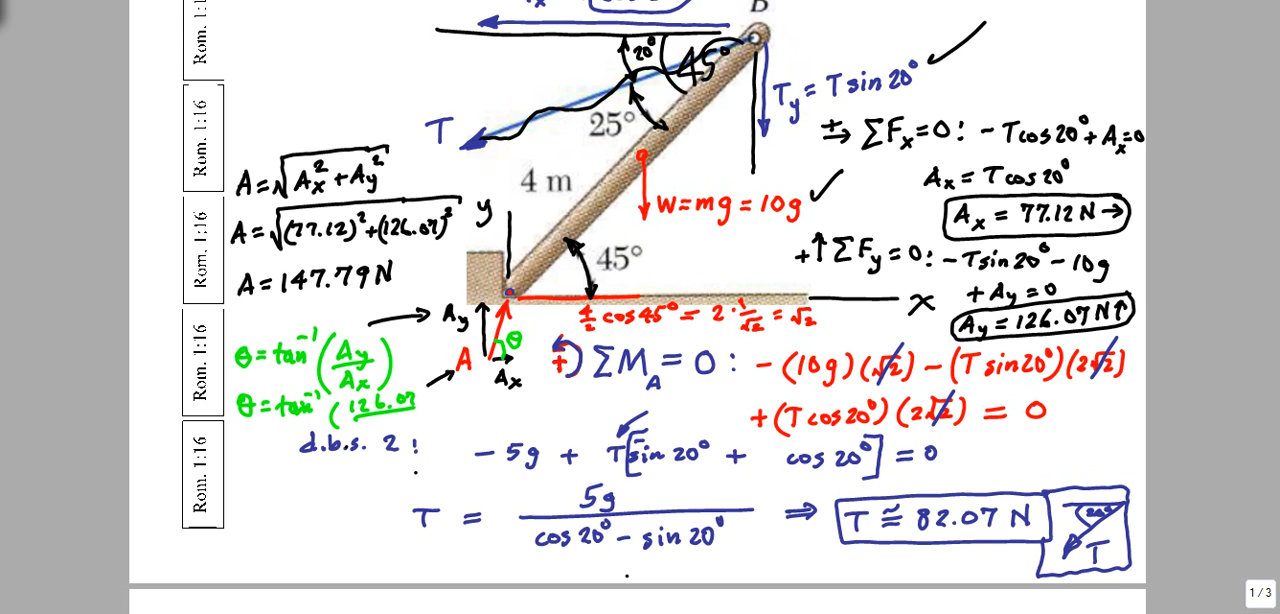 B
20°
45°
Ty = T sin 20°
T
25°
+→ ΣFx = 0: -T cos 20° + Ax = 0
A = √(Ax² + Ay²)
4 m
Ax = T cos 20°
W = mg = 10g
y
Ax = 77.12 N →
A = √((77.12)² + (126.07)²)
+↑ ΣFy = 0: -T sin 20° - 10g
45°
+ Ay = 0
A = 147.79 N
x
Ay = 126.07 N ↑
4/2 cos 45° = 2 · 1/√2 = √2
Ay
θ
θ = tan⁻¹(Ay/Ax)
A
Ax
+) ΣM_A = 0: -(10g)(√2) - (T sin 20°)(2√2)
θ = tan⁻¹(126.07
+ (T cos 20°)(2√2) = 0
d.b.s. 2: -5g + T[-sin 20° + cos 20°] = 0
T = 5g / (cos 20° - sin 20°) ⇒ T ≅ 82.07 N
20°
T
Rom. 1:1
Rom. 1:16
Rom. 1:16
Rom. 1:16
Rom. 1:16
1 / 3